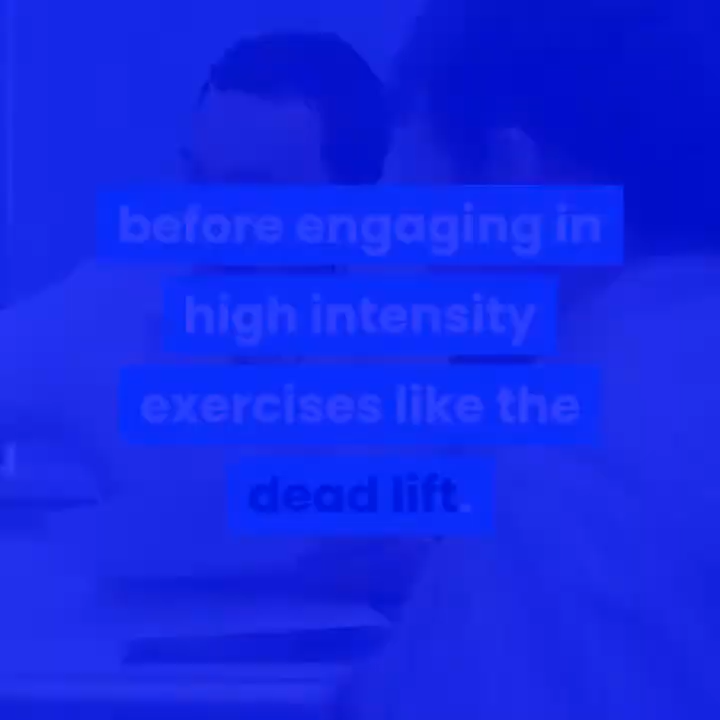 before engaging in
high intensity
exercises like the
dead lift.